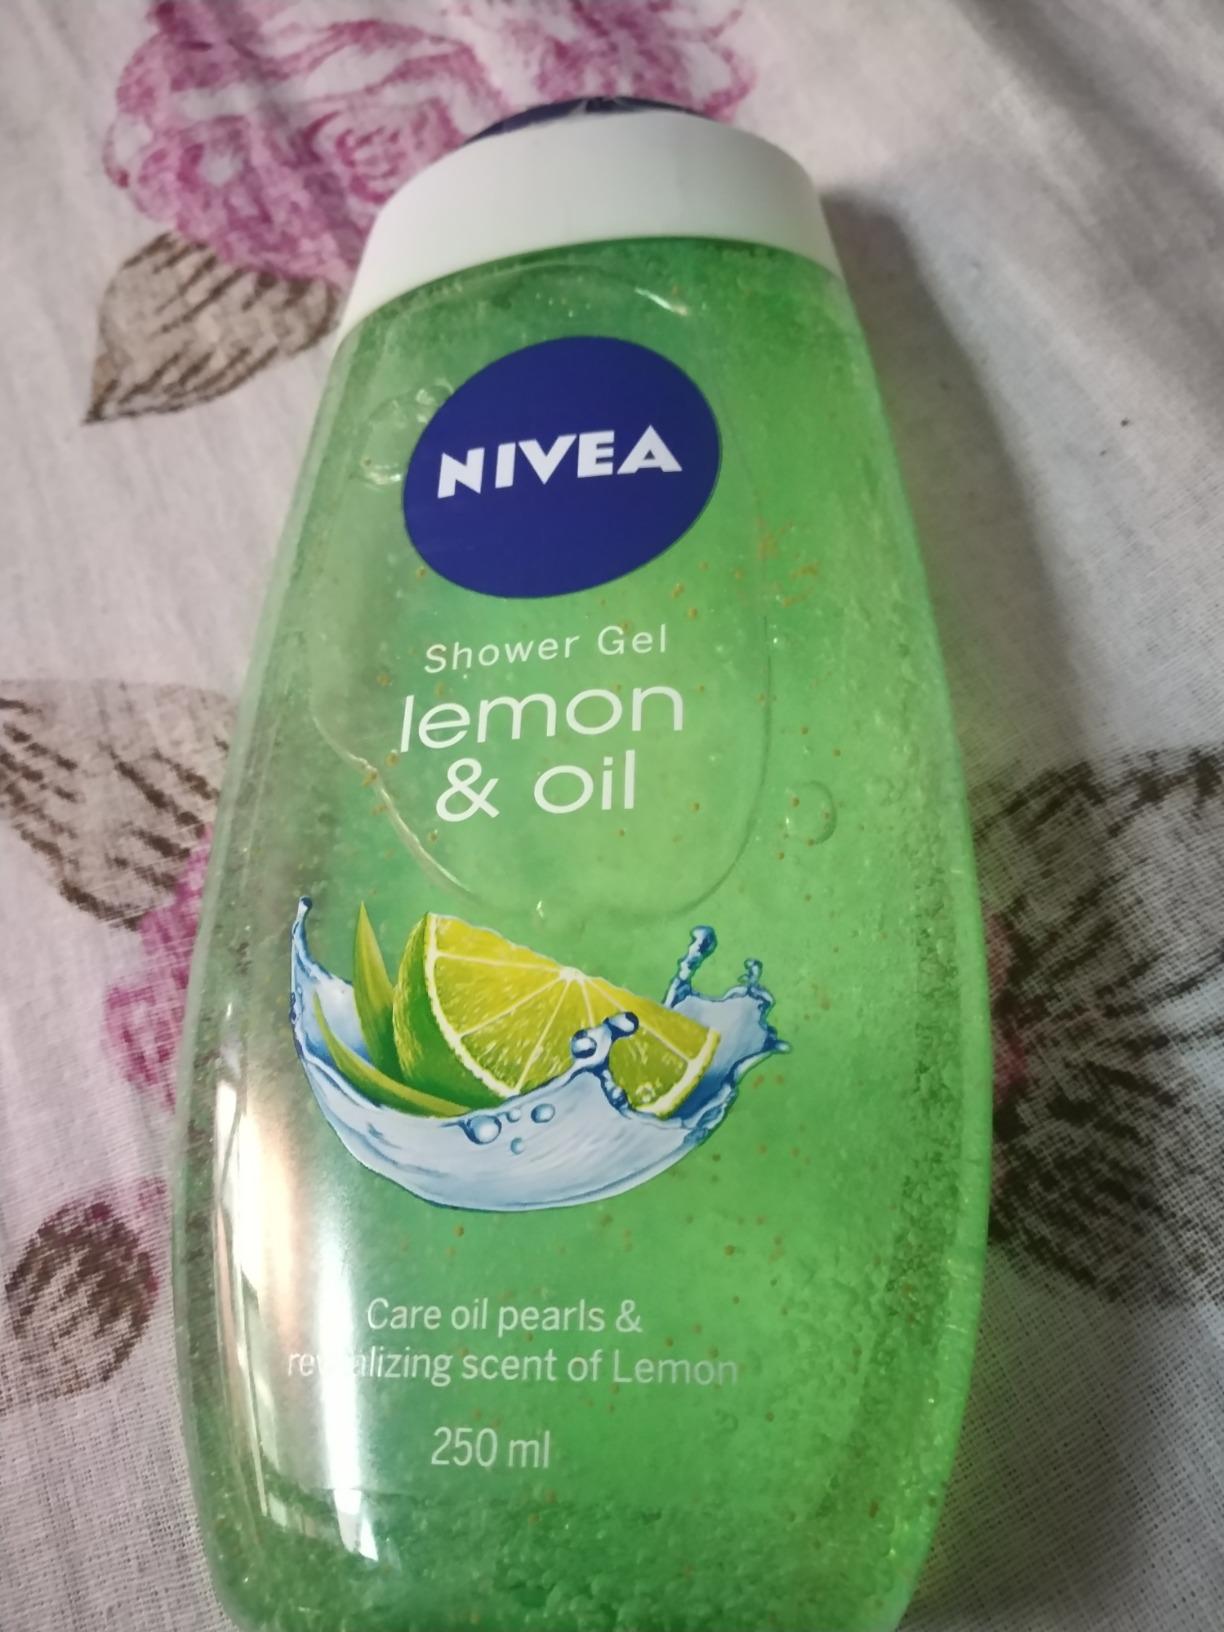 NIVEA
Shower Gel
lemon
& oil
Care oil pearls &
revitalizing scent of Lemon
250 ml